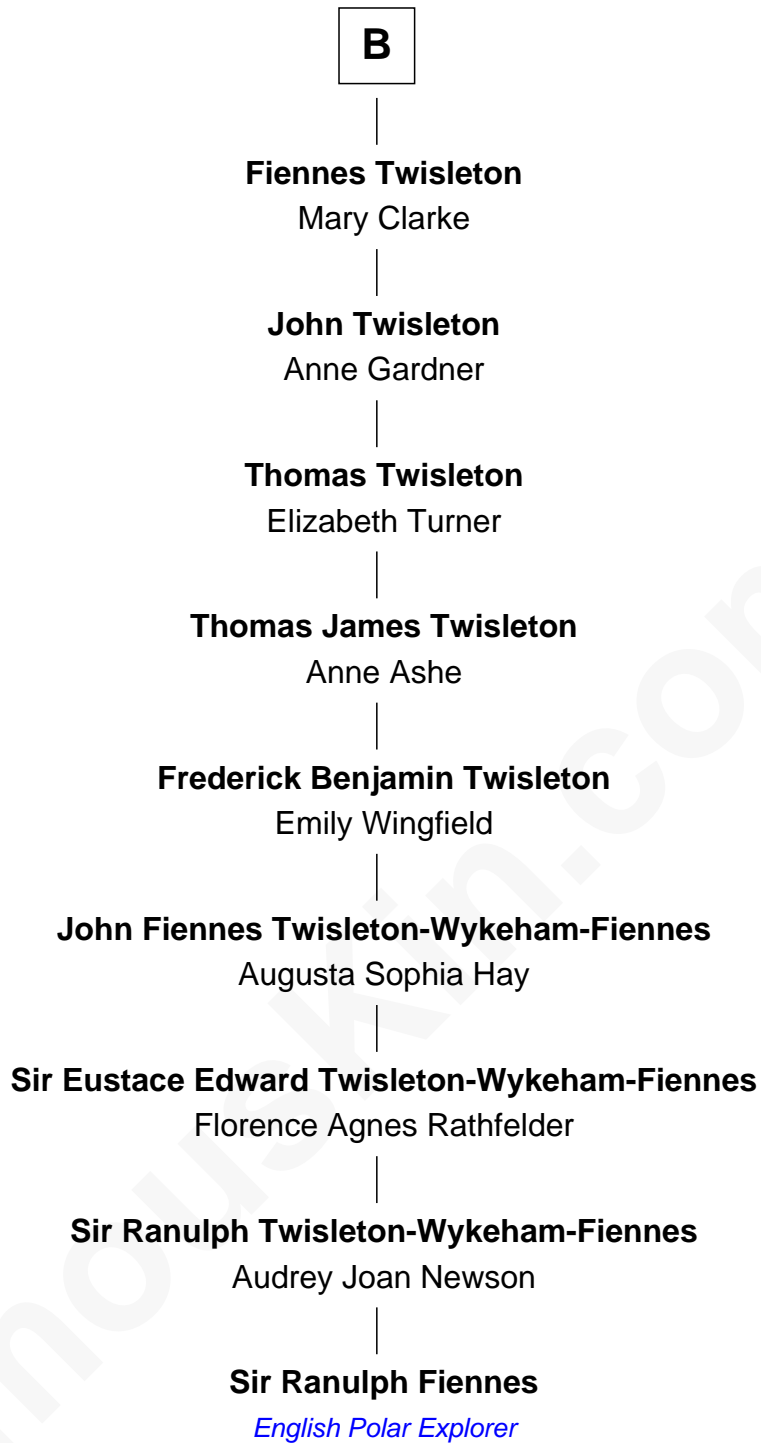 B
Fiennes Twisleton
Mary Clarke
John Twisleton
Anne Gardner
Thomas Twisleton
Elizabeth Turner
Thomas James Twisleton
Anne Ashe
Frederick Benjamin Twisleton
Emily Wingfield
John Fiennes Twisleton-Wykeham-Fiennes
Augusta Sophia Hay
Sir Eustace Edward Twisleton-Wykeham-Fiennes
Florence Agnes Rathfelder
Sir Ranulph Twisleton-Wykeham-Fiennes
Audrey Joan Newson
Sir Ranulph Fiennes
English Polar Explorer